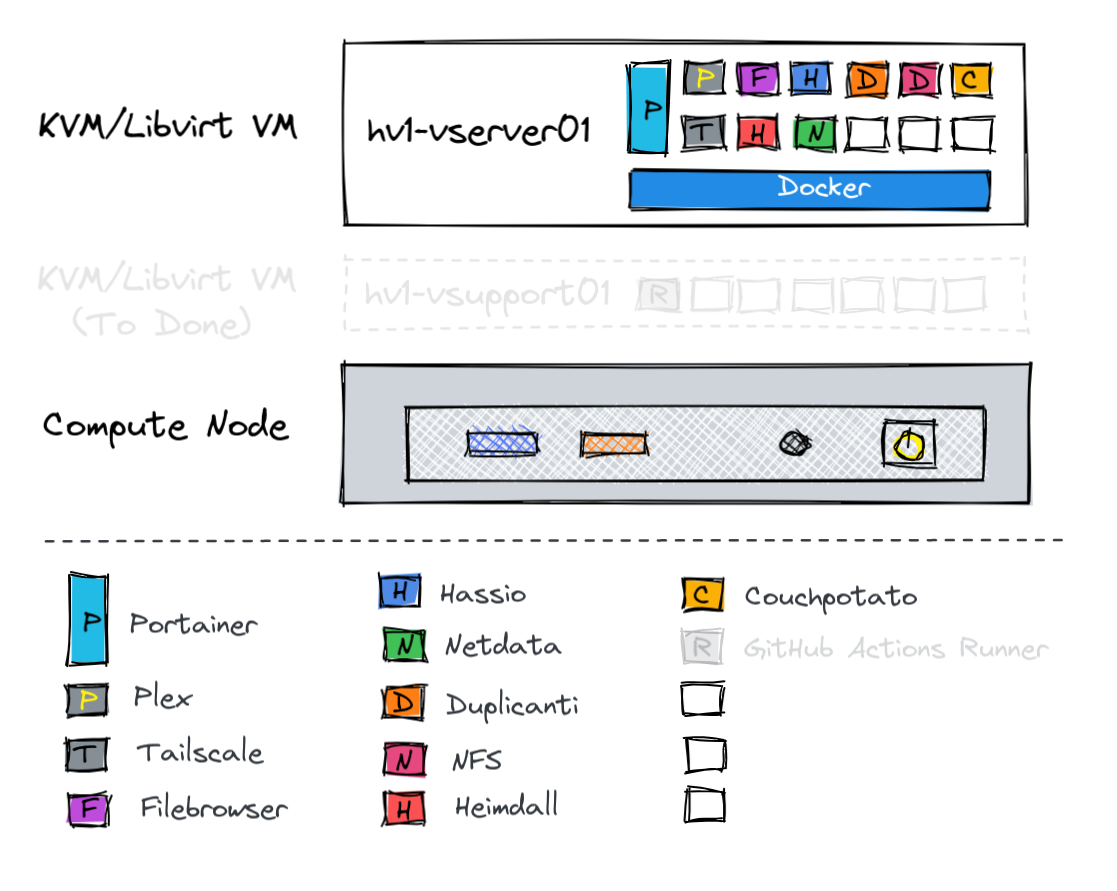 KVM/Libvirt VM
hv1-vserver01
P
P F H D D C
T H N
Docker
KVM/Libvirt VM
(To Done)
hv1-vsupport01
R
Compute Node
P Portainer
P Plex
T Tailscale
F Filebrowser
H Hassio
N Netdata
D Duplicanti
N NFS
H Heimdall
C Couchpotato
R GitHub Actions Runner